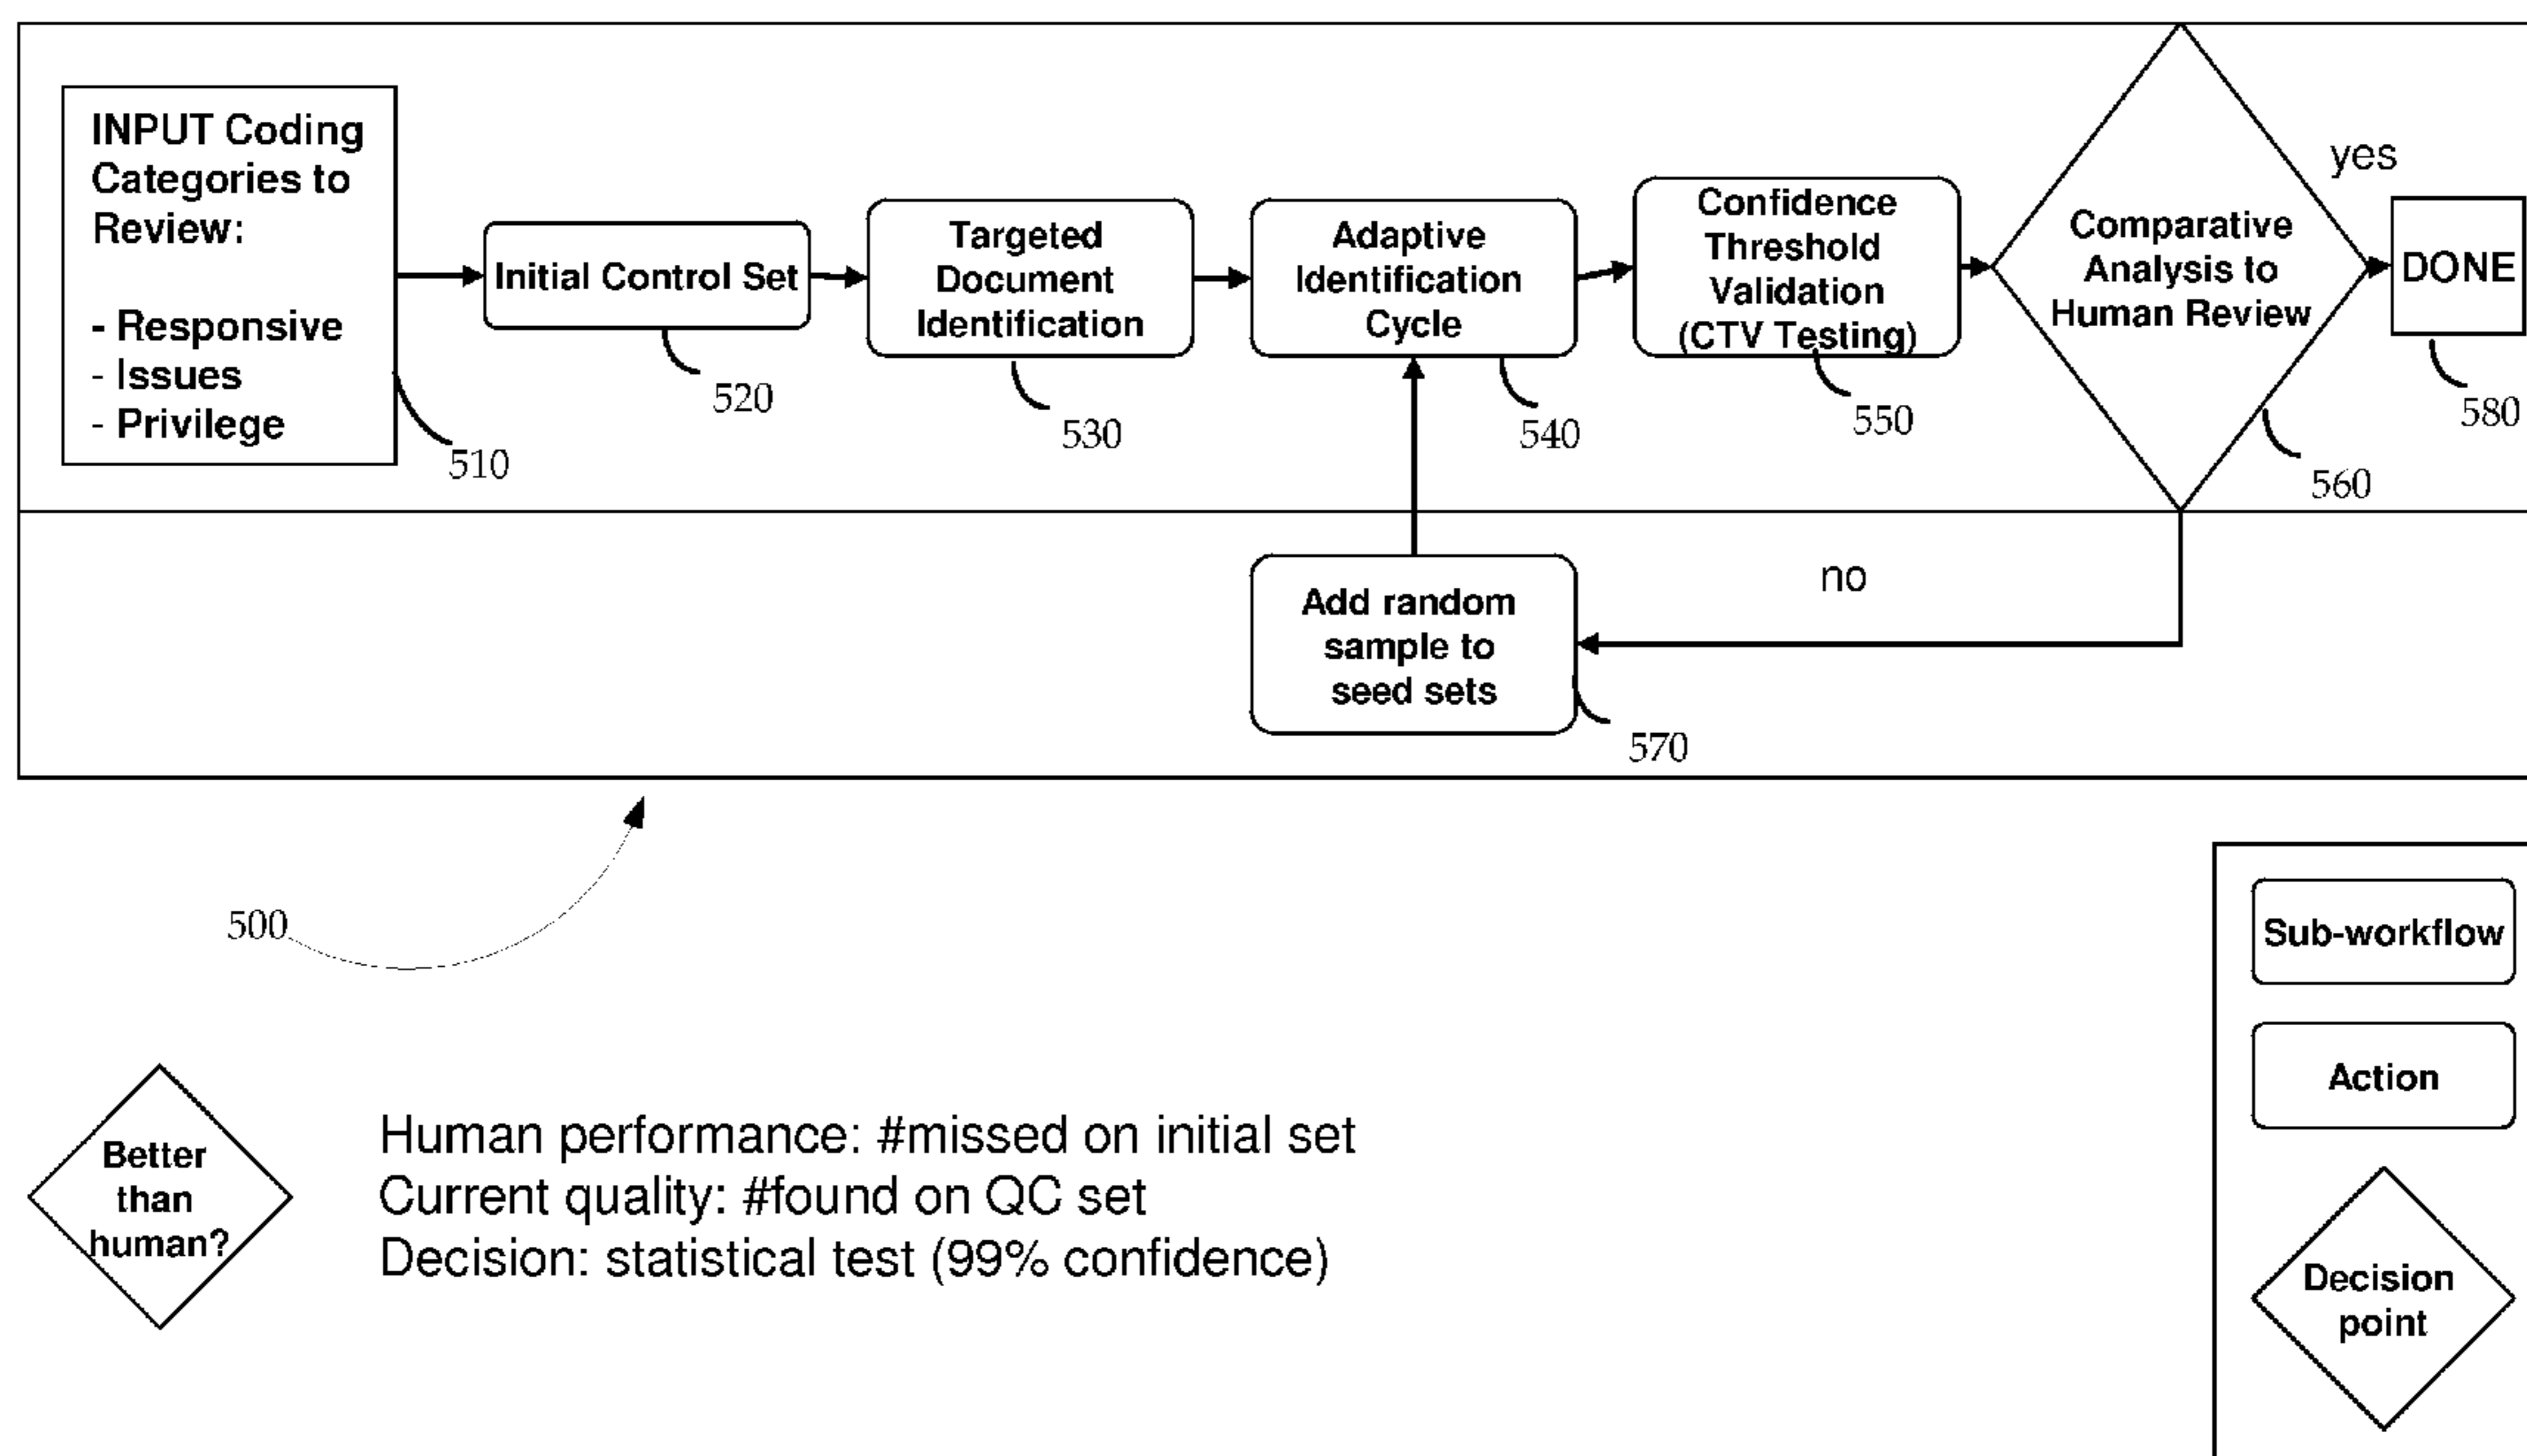 INPUT Coding
Categories to
Review:
- Responsive
- Issues
- Privilege
510
Initial Control Set
520
Targeted
Document
Identification
530
Adaptive
Identification
Cycle
540
Confidence
Threshold
Validation
(CTV Testing)
550
Comparative
Analysis to
Human Review
560
yes
DONE
580
no
Add random
sample to
seed sets
570
500
Better
than
human?
Human performance: #missed on initial set
Current quality: #found on QC set
Decision: statistical test (99% confidence)
Sub-workflow
Action
Decision
point